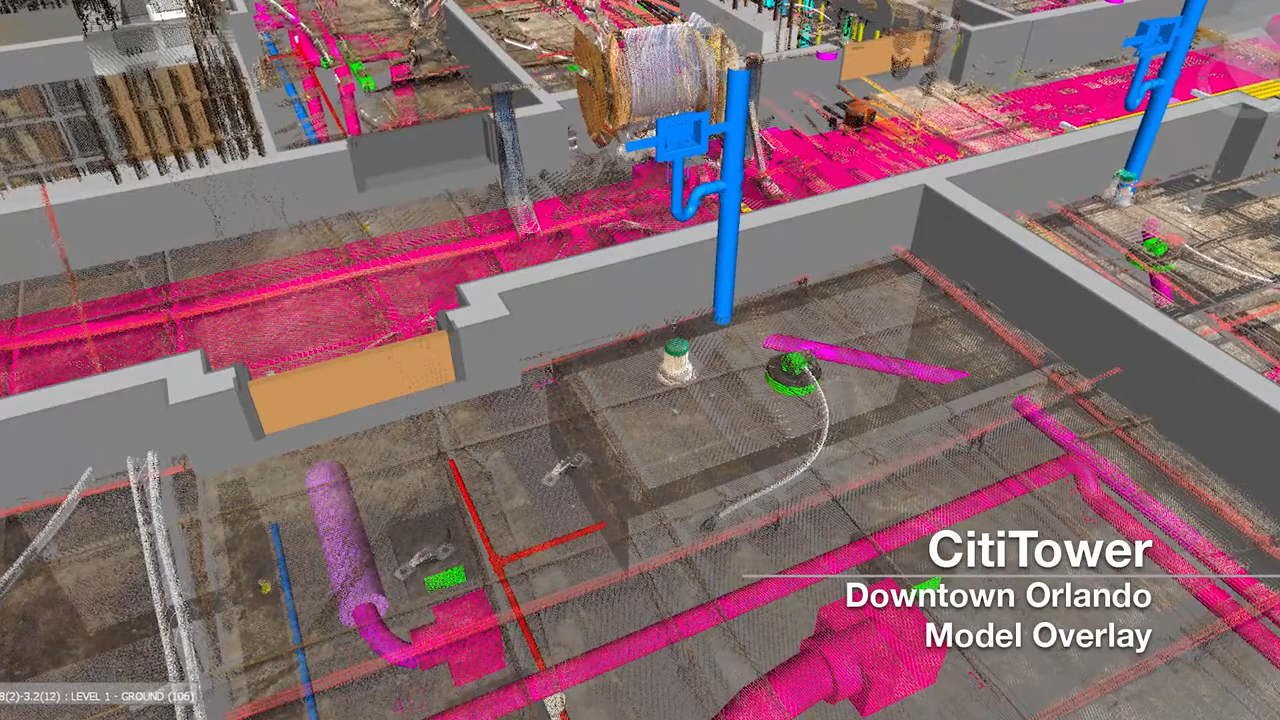 CitiTower
Downtown Orlando
Model Overlay
8(2)-3.2(12) : LEVEL 1 - GROUND (106)